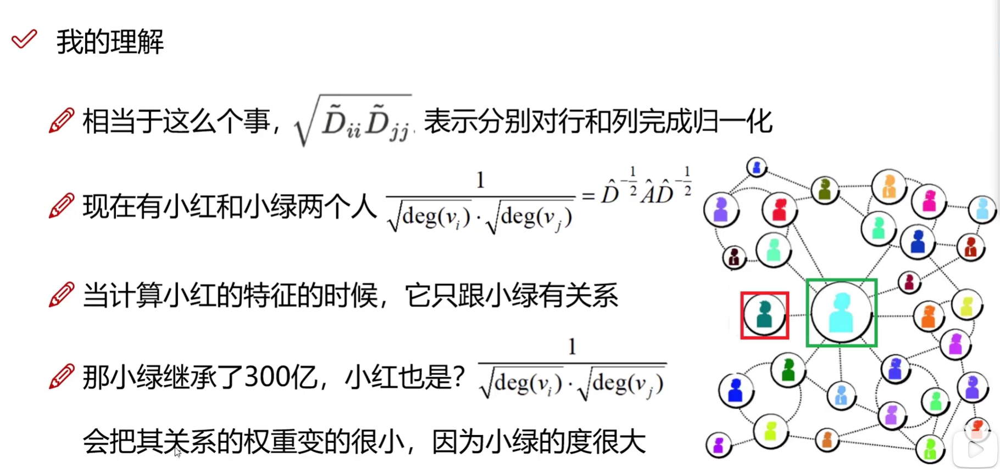 我的理解
相当于这么个事，$\sqrt{\tilde{D}_{ii}\tilde{D}_{jj}}$ 表示分别对行和列完成归一化
现在有小红和小绿两个人 $\frac{1}{\sqrt{\deg(v_i)}\cdot\sqrt{\deg(v_j)}} = \hat{D}^{-\frac{1}{2}}\hat{A}\hat{D}^{-\frac{1}{2}}$
当计算小红的特征的时候，它只跟小绿有关系
那小绿继承了300亿，小红也是？$\frac{1}{\sqrt{\deg(v_i)}\cdot\sqrt{\deg(v_j)}}$
会把其关系的权重变的很小，因为小绿的度很大